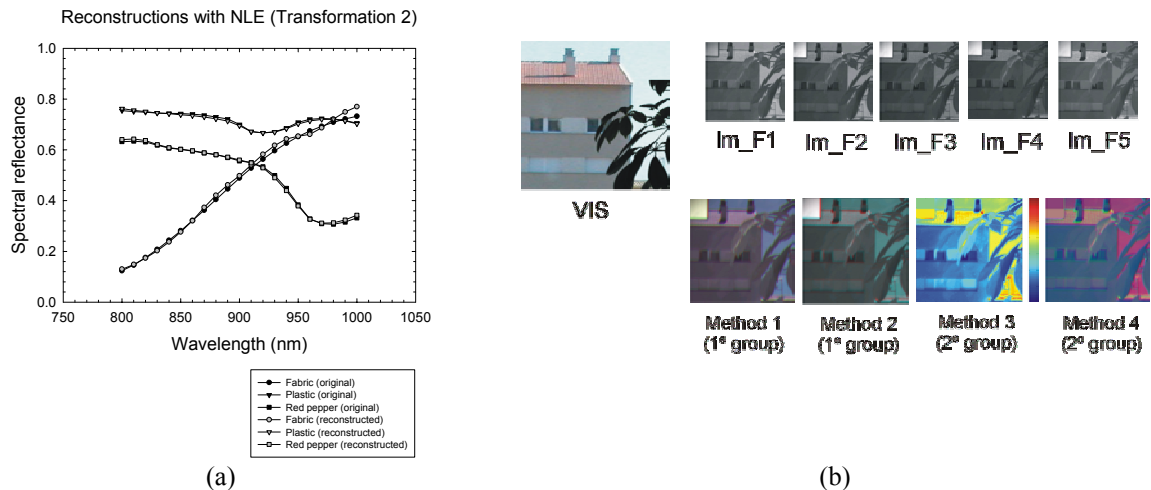 Reconstructions with NLE (Transformation 2)
Spectral reflectance
1.0
0.8
0.6
0.4
0.2
0.0
750
800
850
900
950
1000
1050
Wavelength (nm)
Fabric (original)
Plastic (original)
Red pepper (original)
Fabric (reconstructed)
Plastic (reconstructed)
Red pepper (reconstructed)
(a)
VIS
Im_F1
Im_F2
Im_F3
Im_F4
Im_F5
Method 1
(1º group)
Method 2
(1º group)
Method 3
(2º group)
Method 4
(2º group)
(b)